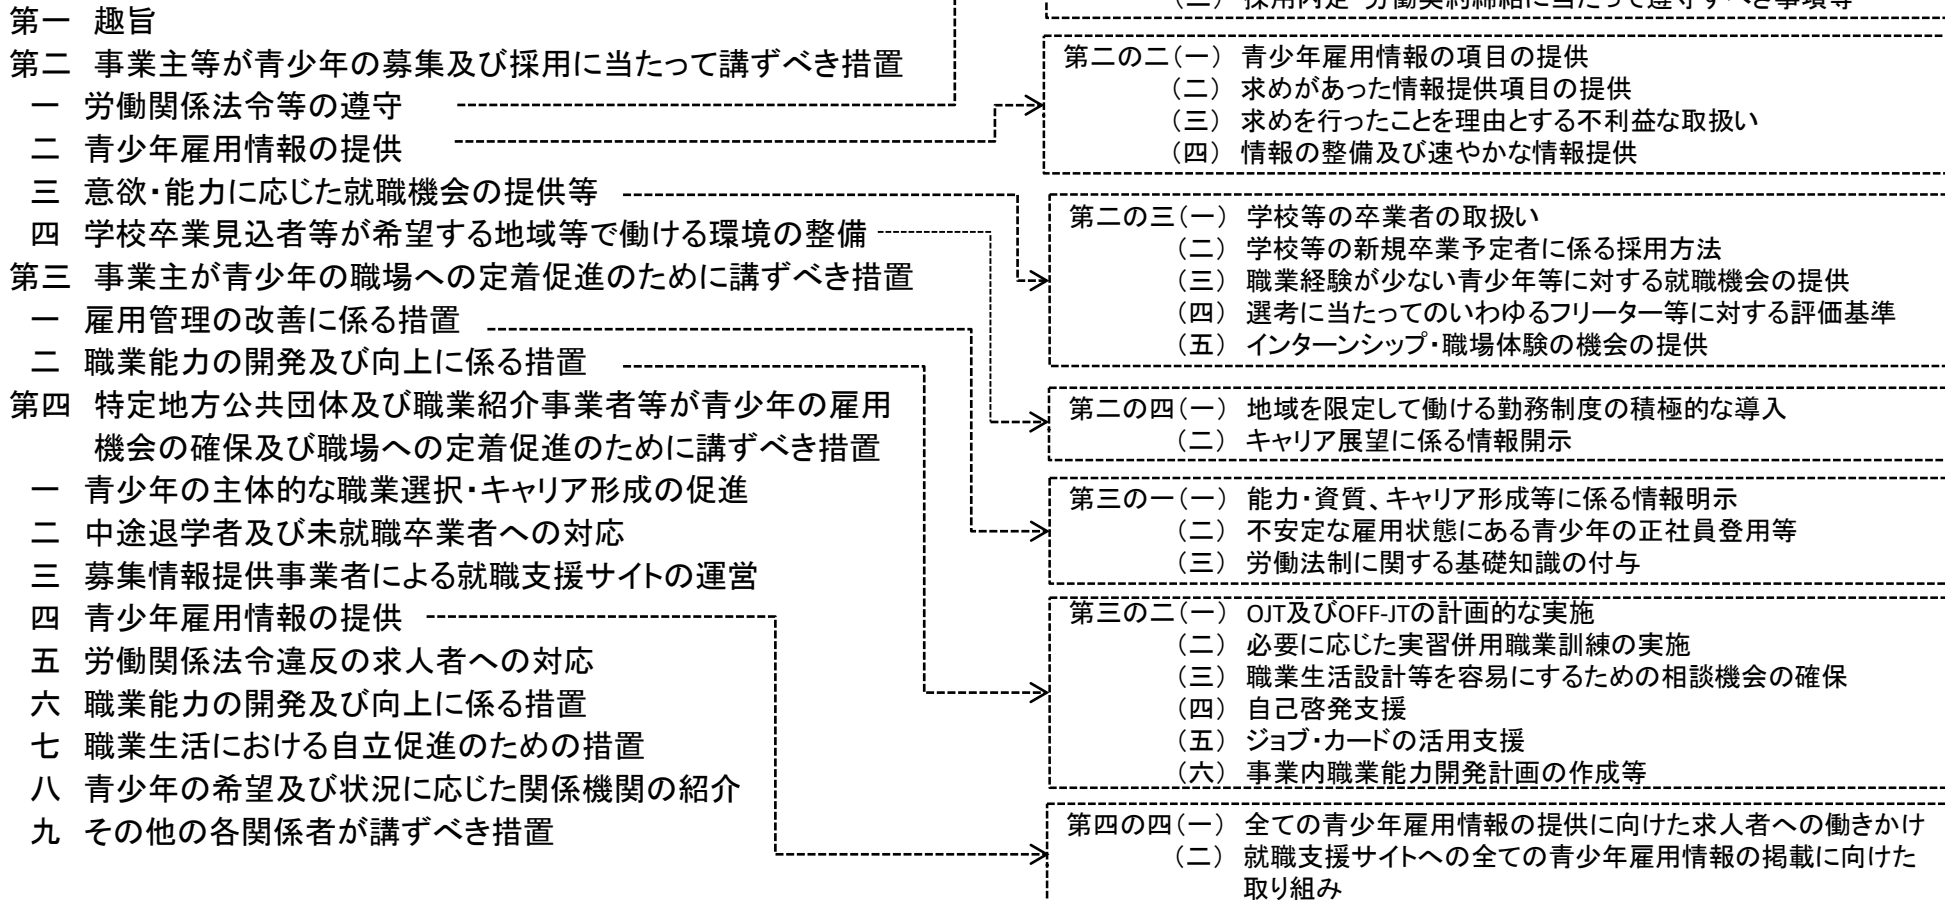 第一 趣旨
第二 事業主等が青少年の募集及び採用に当たって講ずべき措置
一 労働関係法令等の遵守
二 青少年雇用情報の提供
三 意欲・能力に応じた就職機会の提供等
四 学校卒業見込者等が希望する地域等で働ける環境の整備
第三 事業主が青少年の職場への定着促進のために講ずべき措置
一 雇用管理の改善に係る措置
二 職業能力の開発及び向上に係る措置
第四 特定地方公共団体及び職業紹介事業者等が青少年の雇用
機会の確保及び職場への定着促進のために講ずべき措置
一 青少年の主体的な職業選択・キャリア形成の促進
二 中途退学者及び未就職卒業者への対応
三 募集情報提供事業者による就職支援サイトの運営
四 青少年雇用情報の提供
五 労働関係法令違反の求人者への対応
六 職業能力の開発及び向上に係る措置
七 職業生活における自立促進のための措置
八 青少年の希望及び状況に応じた関係機関の紹介
九 その他の各関係者が講ずべき措置
(二) 採用内定・労働契約締結に当たって遵守すべき事項等
第二の二(一) 青少年雇用情報の項目の提供
(二) 求めがあった情報提供項目の提供
(三) 求めを行ったことを理由とする不利益な取扱い
(四) 情報の整備及び速やかな情報提供
第二の三(一) 学校等の卒業者の取扱い
(二) 学校等の新規卒業予定者に係る採用方法
(三) 職業経験が少ない青少年等に対する就職機会の提供
(四) 選考に当たってのいわゆるフリーター等に対する評価基準
(五) インターンシップ・職場体験の機会の提供
第二の四(一) 地域を限定して働ける勤務制度の積極的な導入
(二) キャリア展望に係る情報開示
第三の一(一) 能力・資質、キャリア形成等に係る情報明示
(二) 不安定な雇用状態にある青少年の正社員登用等
(三) 労働法制に関する基礎知識の付与
第三の二(一) OJT及びOFF-JTの計画的な実施
(二) 必要に応じた実習併用職業訓練の実施
(三) 職業生活設計等を容易にするための相談機会の確保
(四) 自己啓発支援
(五) ジョブ・カードの活用支援
(六) 事業内職業能力開発計画の作成等
第四の四(一) 全ての青少年雇用情報の提供に向けた求人者への働きかけ
(二) 就職支援サイトへの全ての青少年雇用情報の掲載に向けた
取り組み